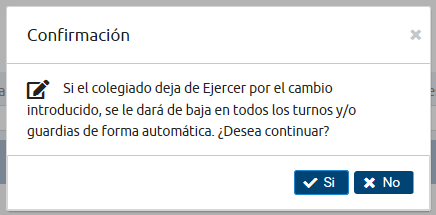 Confirmación
Si el colegiado deja de Ejercer por el cambio
introducido, se le dará de baja en todos los turnos y/o
guardias de forma automática. ¿Desea continuar?
Si
No